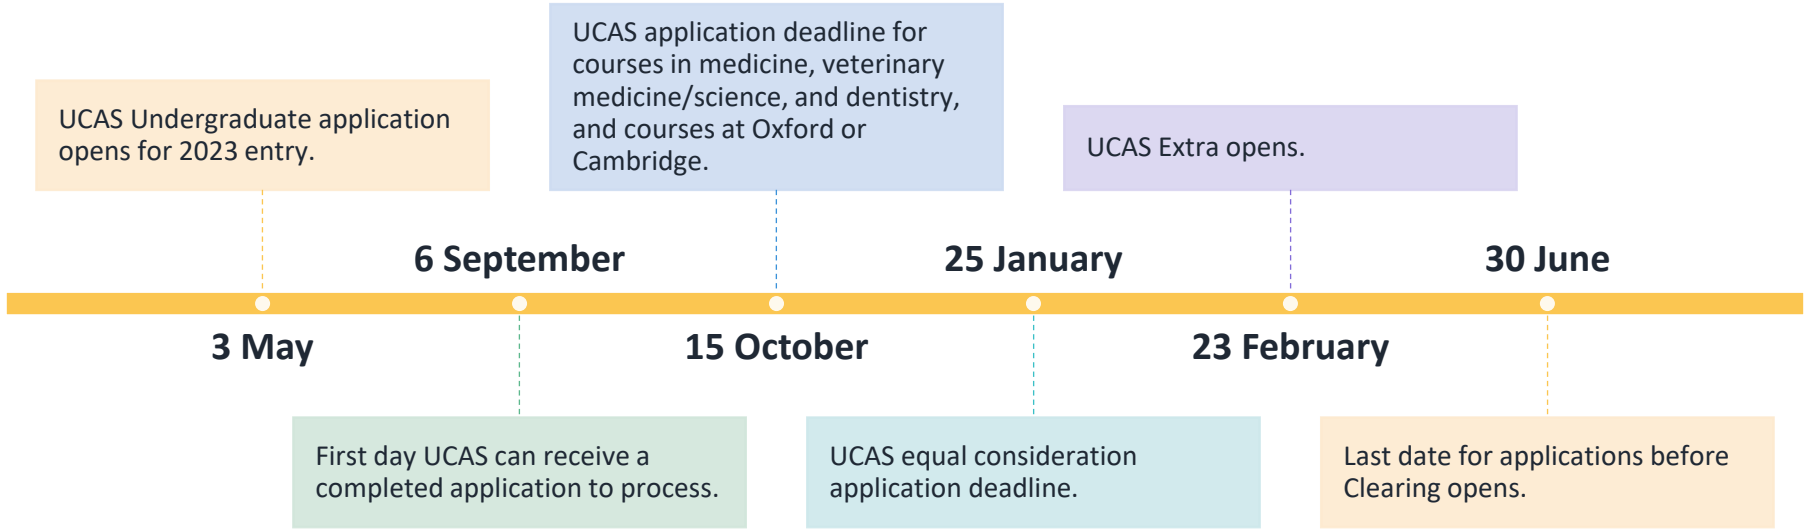 UCAS Undergraduate application
opens for 2023 entry.
3 May
6 September
First day UCAS can receive a
completed application to process.
UCAS application deadline for
courses in medicine, veterinary
medicine/science, and dentistry,
and courses at Oxford or
Cambridge.
15 October
25 January
UCAS equal consideration
application deadline.
UCAS Extra opens.
23 February
30 June
Last date for applications before
Clearing opens.